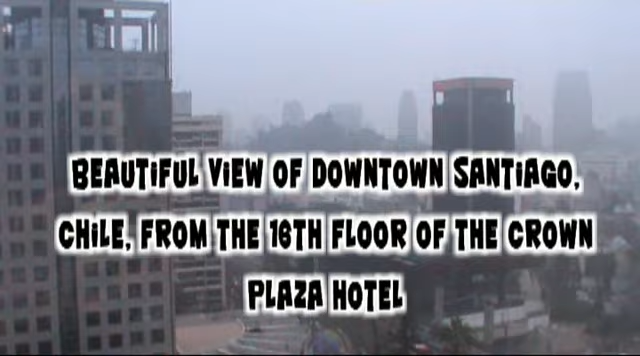 BEAUTIFUL VIEW OF DOWNTOWN SANTIAGO,
CHILE, FROM THE 16TH FLOOR OF THE CROWN
PLAZA HOTEL